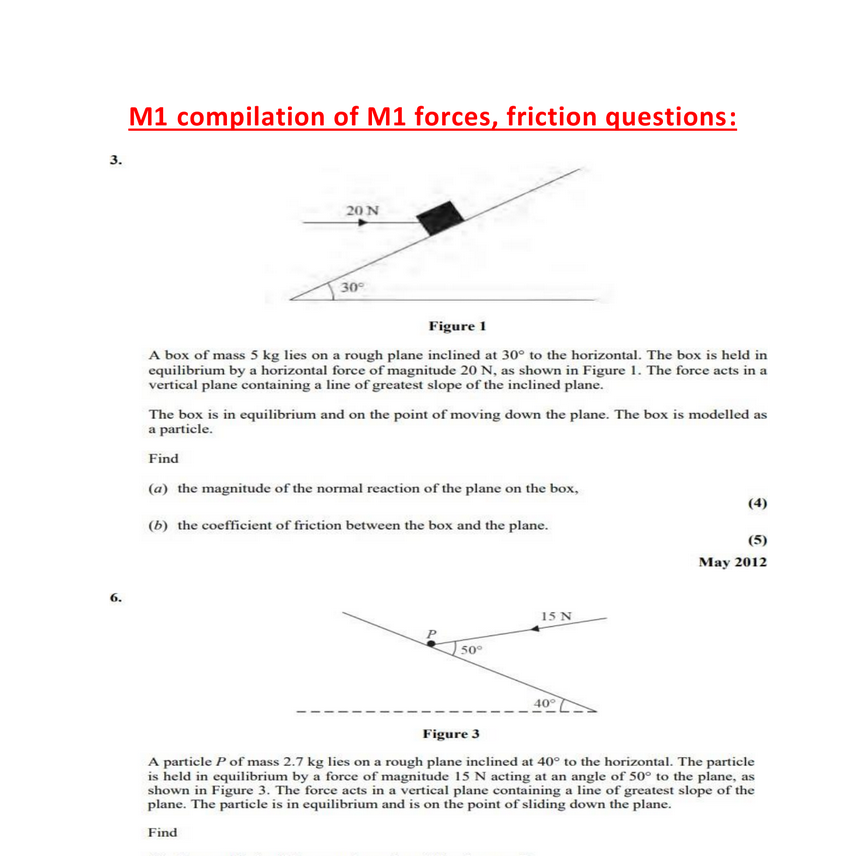 M1 compilation of M1 forces, friction questions:
3.
20 N
30°
Figure 1
A box of mass 5 kg lies on a rough plane inclined at 30° to the horizontal. The box is held in
equilibrium by a horizontal force of magnitude 20 N, as shown in Figure 1. The force acts in a
vertical plane containing a line of greatest slope of the inclined plane.
The box is in equilibrium and on the point of moving down the plane. The box is modelled as
a particle.
Find
(a) the magnitude of the normal reaction of the plane on the box,
(4)
(b) the coefficient of friction between the box and the plane.
(5)
May 2012
6.
15 N
P
50°
40°
Figure 3
A particle P of mass 2.7 kg lies on a rough plane inclined at 40° to the horizontal. The particle
is held in equilibrium by a force of magnitude 15 N acting at an angle of 50° to the plane, as
shown in Figure 3. The force acts in a vertical plane containing a line of greatest slope of the
plane. The particle is in equilibrium and is on the point of sliding down the plane.
Find